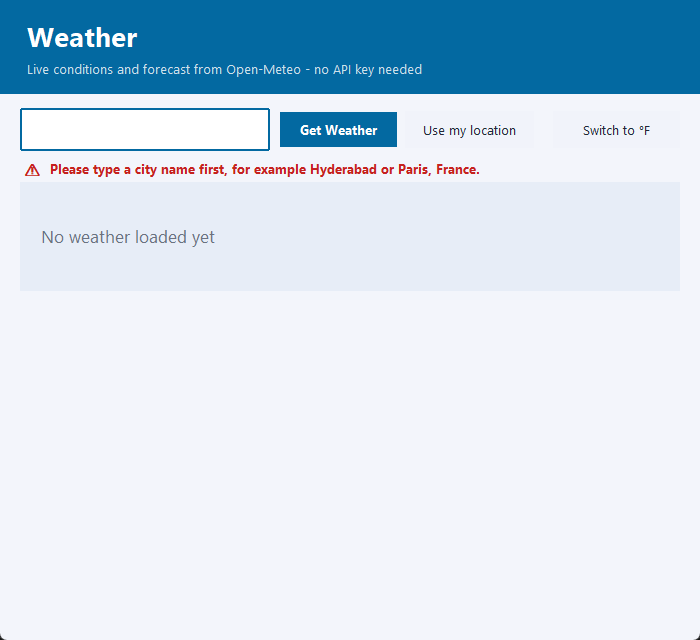 Weather
Live conditions and forecast from Open-Meteo - no API key needed
Get Weather
Use my location
Switch to °F
⚠ Please type a city name first, for example Hyderabad or Paris, France.
No weather loaded yet